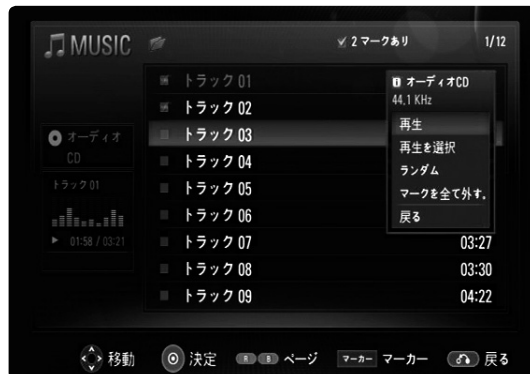 MUSIC
2 マークあり
1/12
トラック 01
トラック 02
トラック 03
トラック 04
トラック 05
トラック 06
トラック 07 03:27
トラック 08 03:30
トラック 09 04:22
オーディオ
CD
トラック 01
01:58 / 03:21
オーディオCD
44.1 KHz
再生
再生を選択
ランダム
マークを全て外す。
戻る
移動
決定
R B ページ
マーカー マーカー
戻る